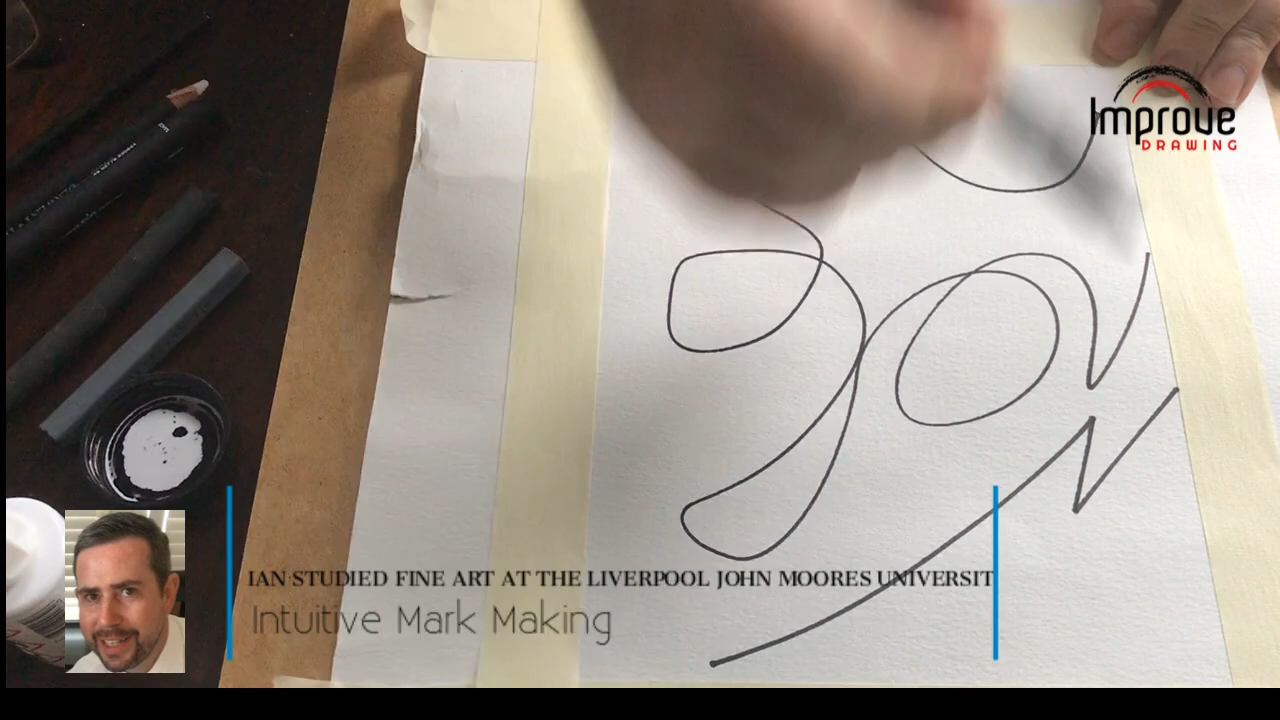 Improve
DRAWING
IAN STUDIED FINE ART AT THE LIVERPOOL JOHN MOORES UNIVERSIT
Intuitive Mark Making